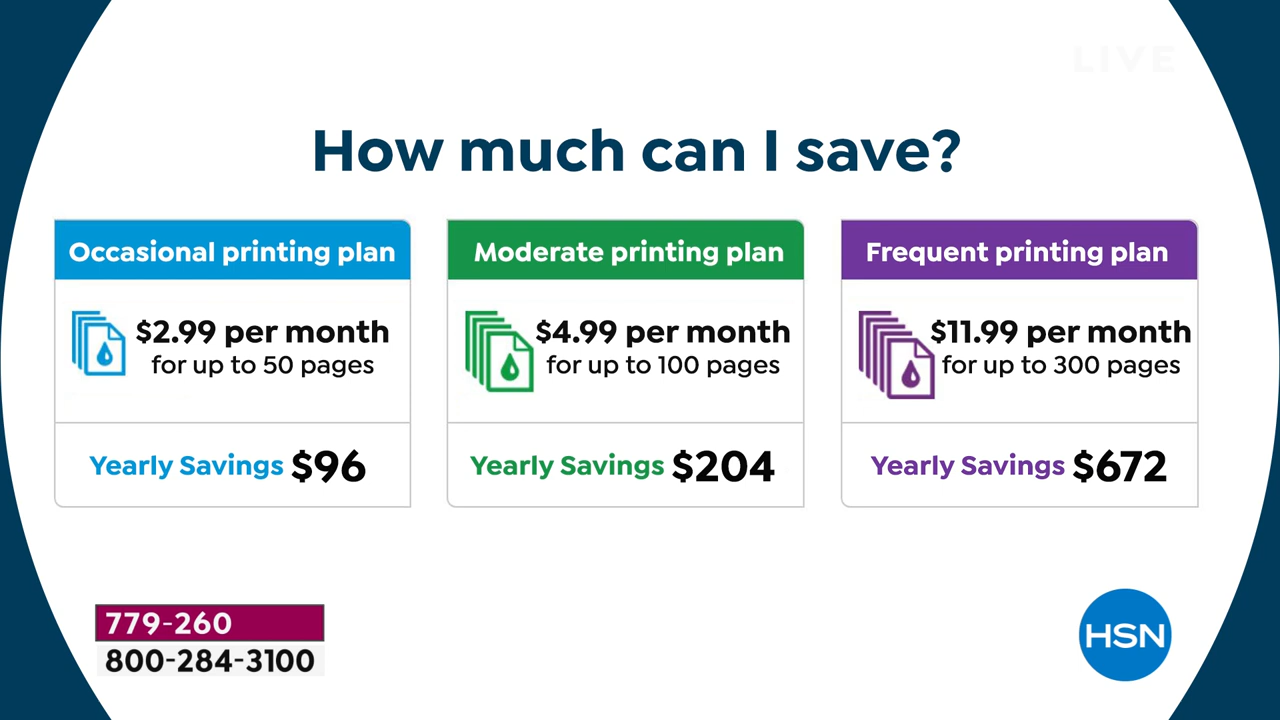 LIVE
How much can I save?
Occasional printing plan
$2.99 per month
for up to 50 pages
Yearly Savings $96
Moderate printing plan
$4.99 per month
for up to 100 pages
Yearly Savings $204
Frequent printing plan
$11.99 per month
for up to 300 pages
Yearly Savings $672
779-260
800-284-3100
HSN